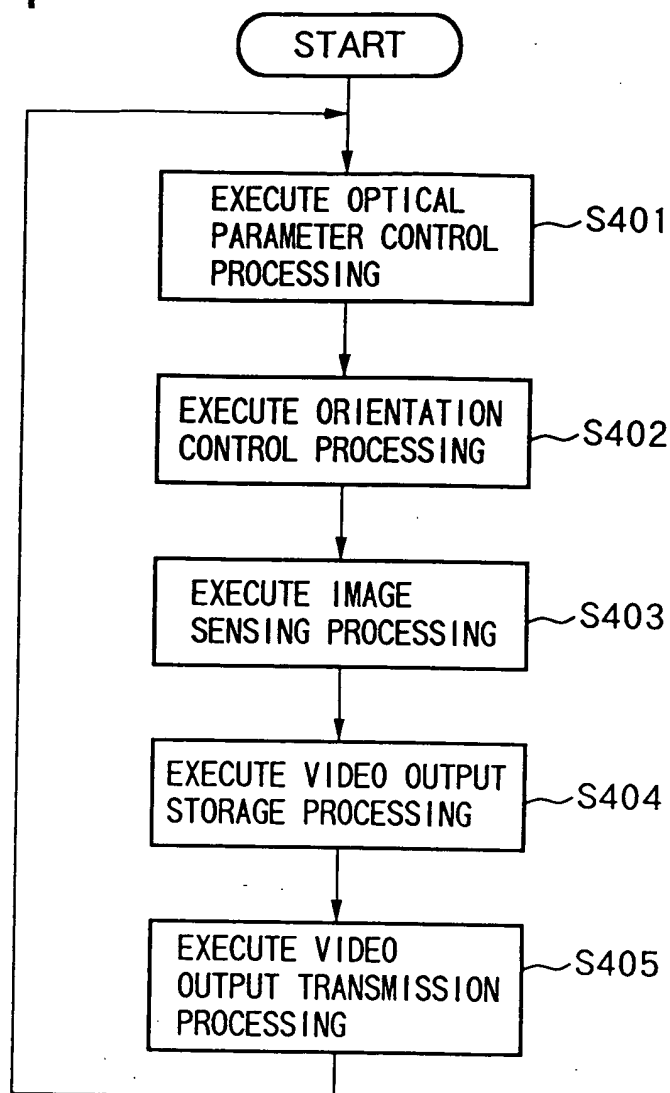 START
EXECUTE OPTICAL
PARAMETER CONTROL
PROCESSING
S401
EXECUTE ORIENTATION
CONTROL PROCESSING
S402
EXECUTE IMAGE
SENSING PROCESSING
S403
EXECUTE VIDEO OUTPUT
STORAGE PROCESSING
S404
EXECUTE VIDEO
OUTPUT TRANSMISSION
PROCESSING
S405